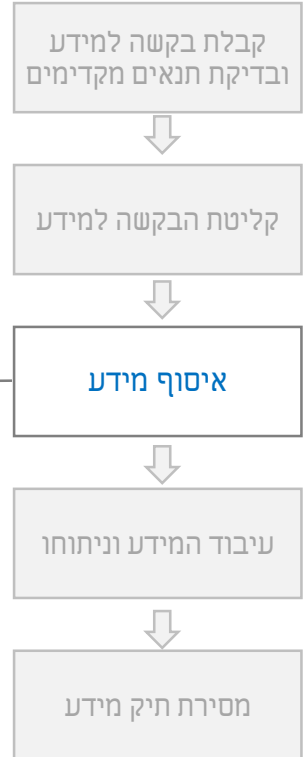 קבלת בקשה למידע
ובדיקת תנאים מקדימים
קליטת הבקשה למידע
איסוף מידע
עיבוד המידע וניתוחו
מסירת תיק מידע